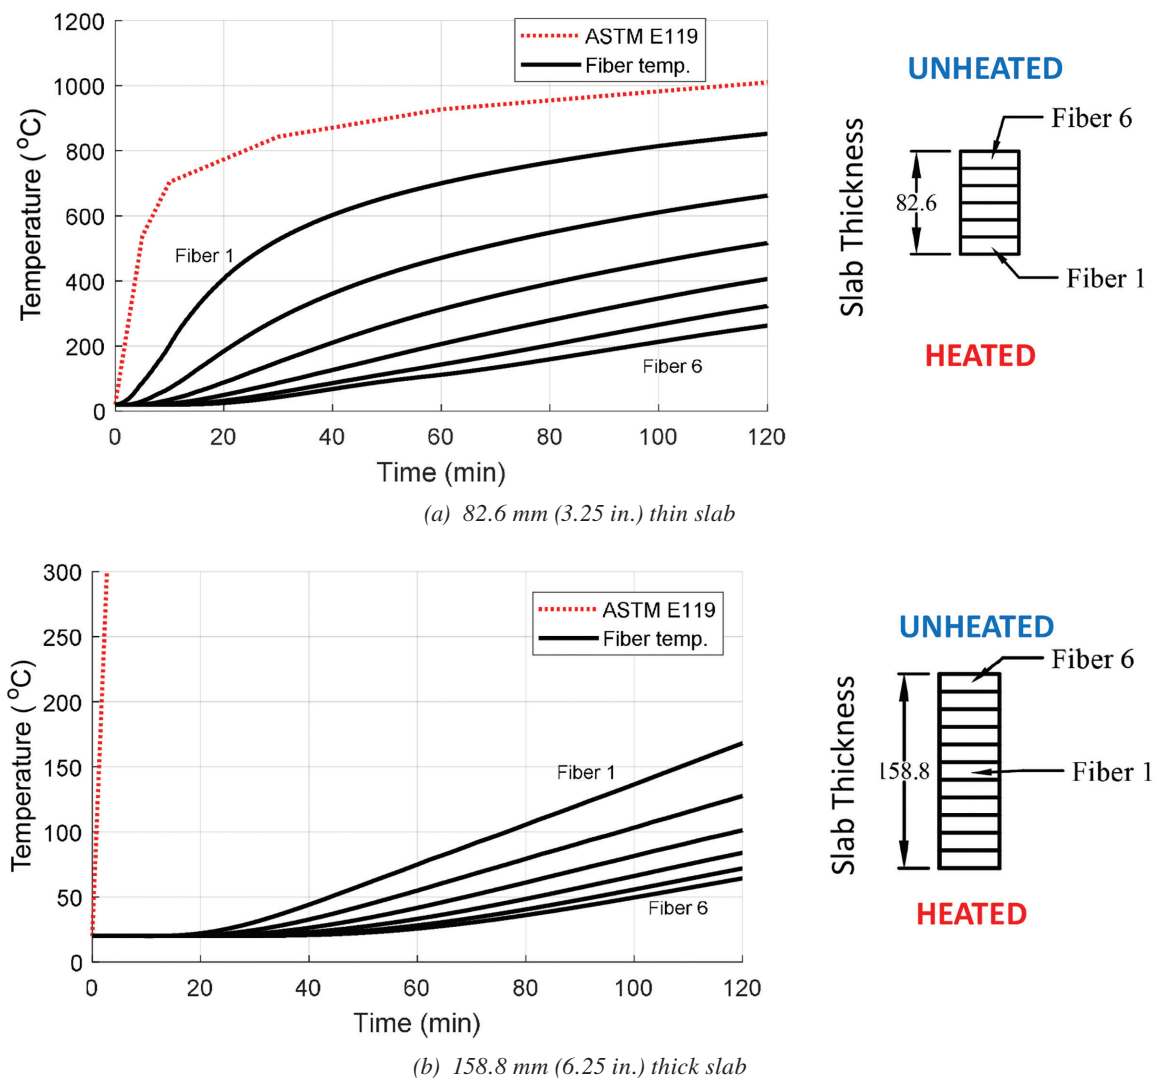 1200
1000
800
600
400
200
0
Temperature ( °C)
ASTM E119
Fiber temp.
Fiber 1
Fiber 6
0 20 40 60 80 100 120
Time (min)
UNHEATED
Fiber 6
Slab Thickness
82.6
Fiber 1
HEATED
(a) 82.6 mm (3.25 in.) thin slab
300
250
200
150
100
50
0
Temperature ( °C)
ASTM E119
Fiber temp.
Fiber 1
Fiber 6
0 20 40 60 80 100 120
Time (min)
UNHEATED
Fiber 6
Slab Thickness
158.8
Fiber 1
HEATED
(b) 158.8 mm (6.25 in.) thick slab